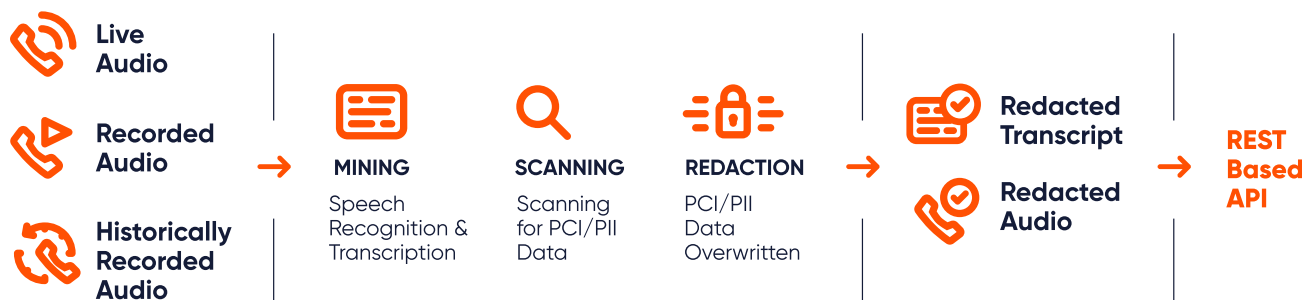 Live
Audio
Recorded
Audio
Historically
Recorded
Audio
MINING
Speech
Recognition &
Transcription
SCANNING
Scanning
for PCI/PII
Data
REDACTION
PCI/PII
Data
Overwritten
Redacted
Transcript
Redacted
Audio
REST
Based
API